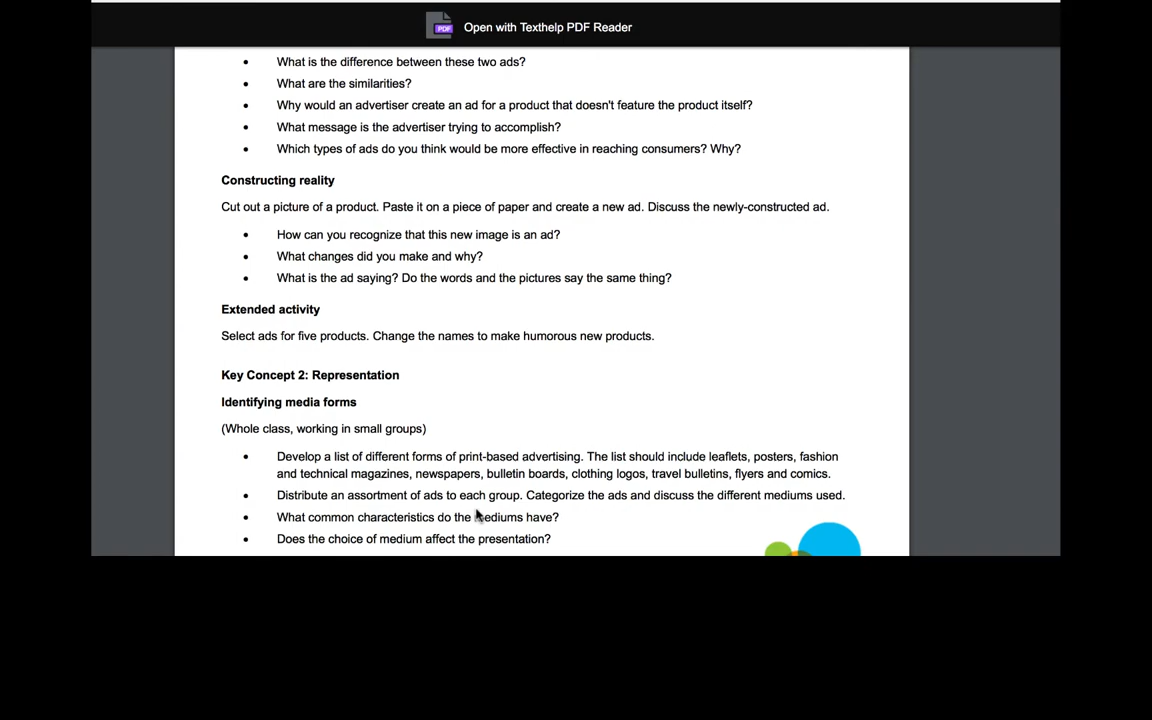 PDF Open with Texthelp PDF Reader
• What is the difference between these two ads?
• What are the similarities?
• Why would an advertiser create an ad for a product that doesn't feature the product itself?
• What message is the advertiser trying to accomplish?
• Which types of ads do you think would be more effective in reaching consumers? Why?
Constructing reality
Cut out a picture of a product. Paste it on a piece of paper and create a new ad. Discuss the newly-constructed ad.
• How can you recognize that this new image is an ad?
• What changes did you make and why?
• What is the ad saying? Do the words and the pictures say the same thing?
Extended activity
Select ads for five products. Change the names to make humorous new products.
Key Concept 2: Representation
Identifying media forms
(Whole class, working in small groups)
• Develop a list of different forms of print-based advertising. The list should include leaflets, posters, fashion
and technical magazines, newspapers, bulletin boards, clothing logos, travel bulletins, flyers and comics.
• Distribute an assortment of ads to each group. Categorize the ads and discuss the different mediums used.
• What common characteristics do the mediums have?
• Does the choice of medium affect the presentation?